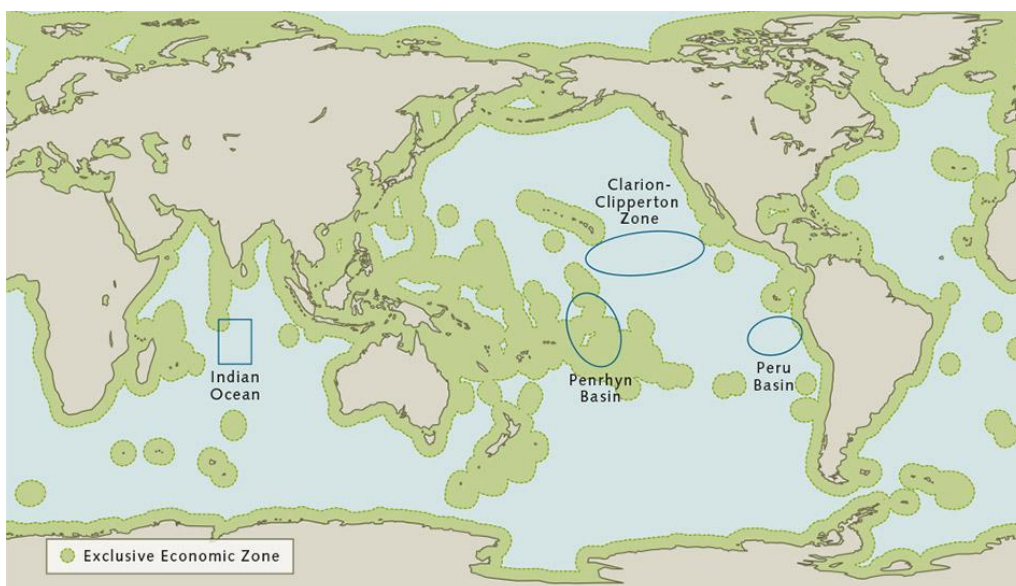 Clarion-
Clipperton
Zone
Indian
Ocean
Penrhyn
Basin
Peru
Basin
Exclusive Economic Zone